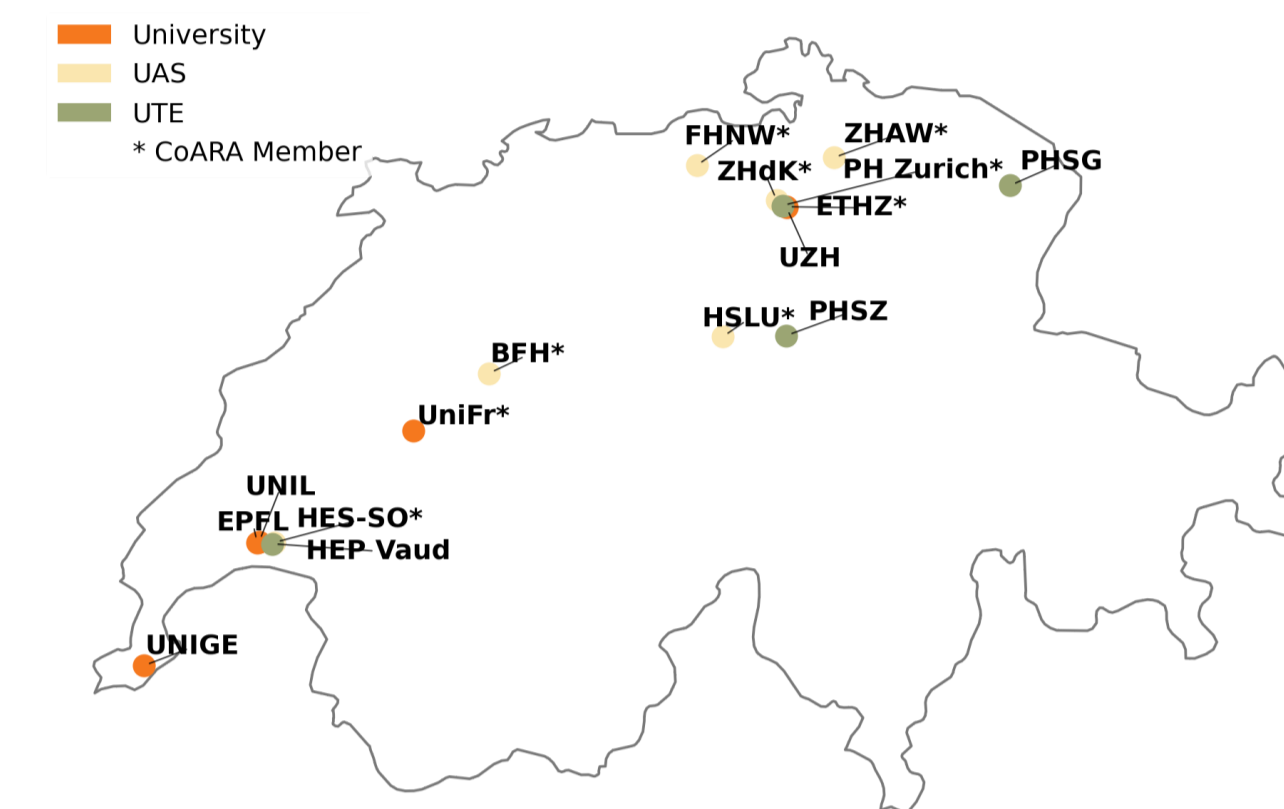 University
UAS
UTE
* CoARA Member
FHNW*
ZHAW*
ZHdK*
PH Zurich*
PHSG
ETHZ*
UZH
HSLU*
PHSZ
BFH*
UniFr*
UNIL
EPFL
HES-SO*
HEP Vaud
UNIGE